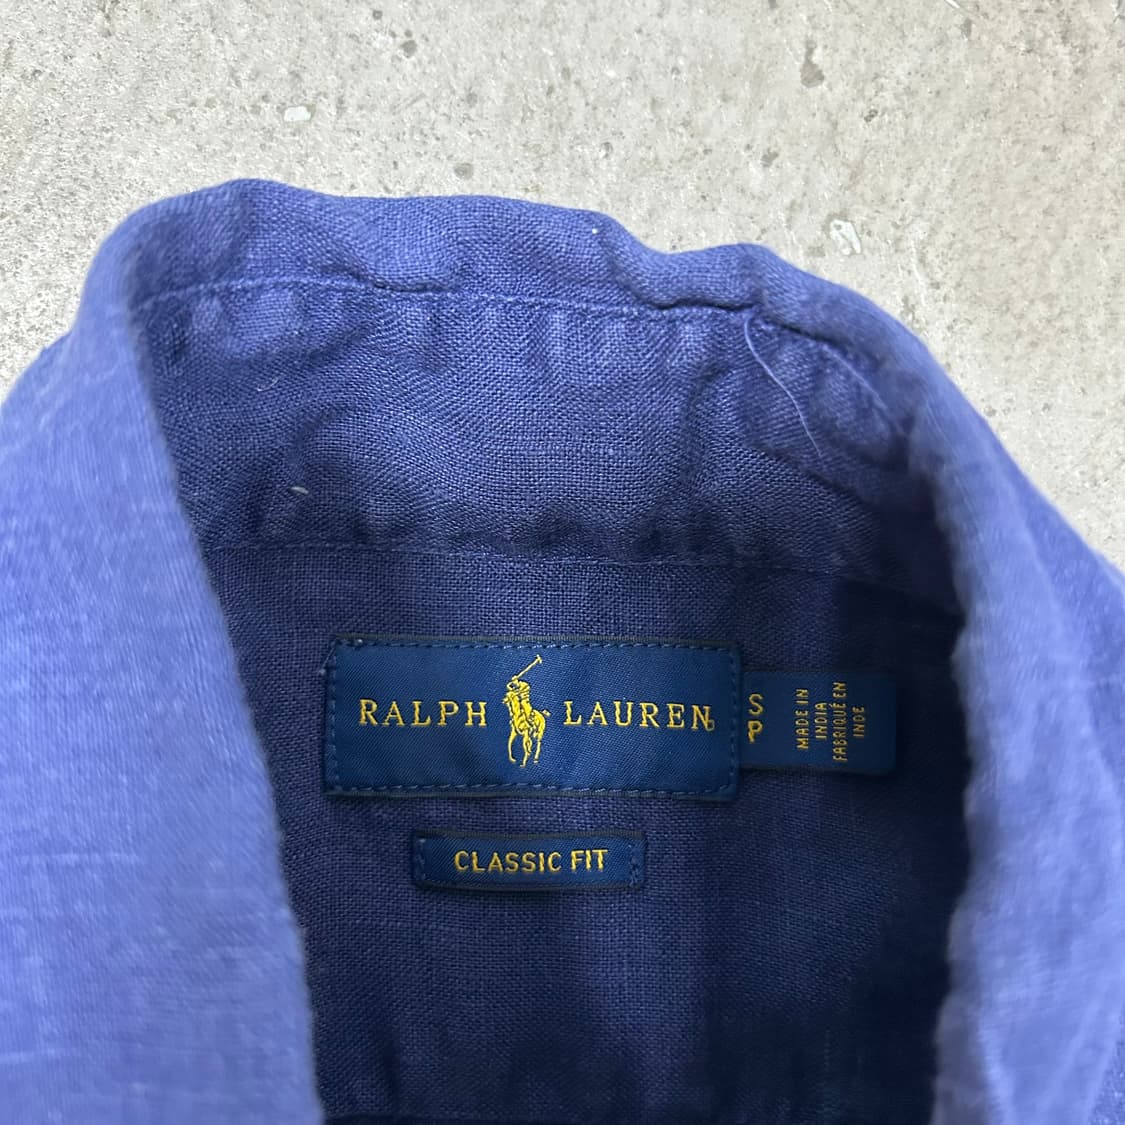 RALPH LAUREN
S
P
MADE IN
INDIA
FABRIQUÉ EN
INDE
CLASSIC FIT